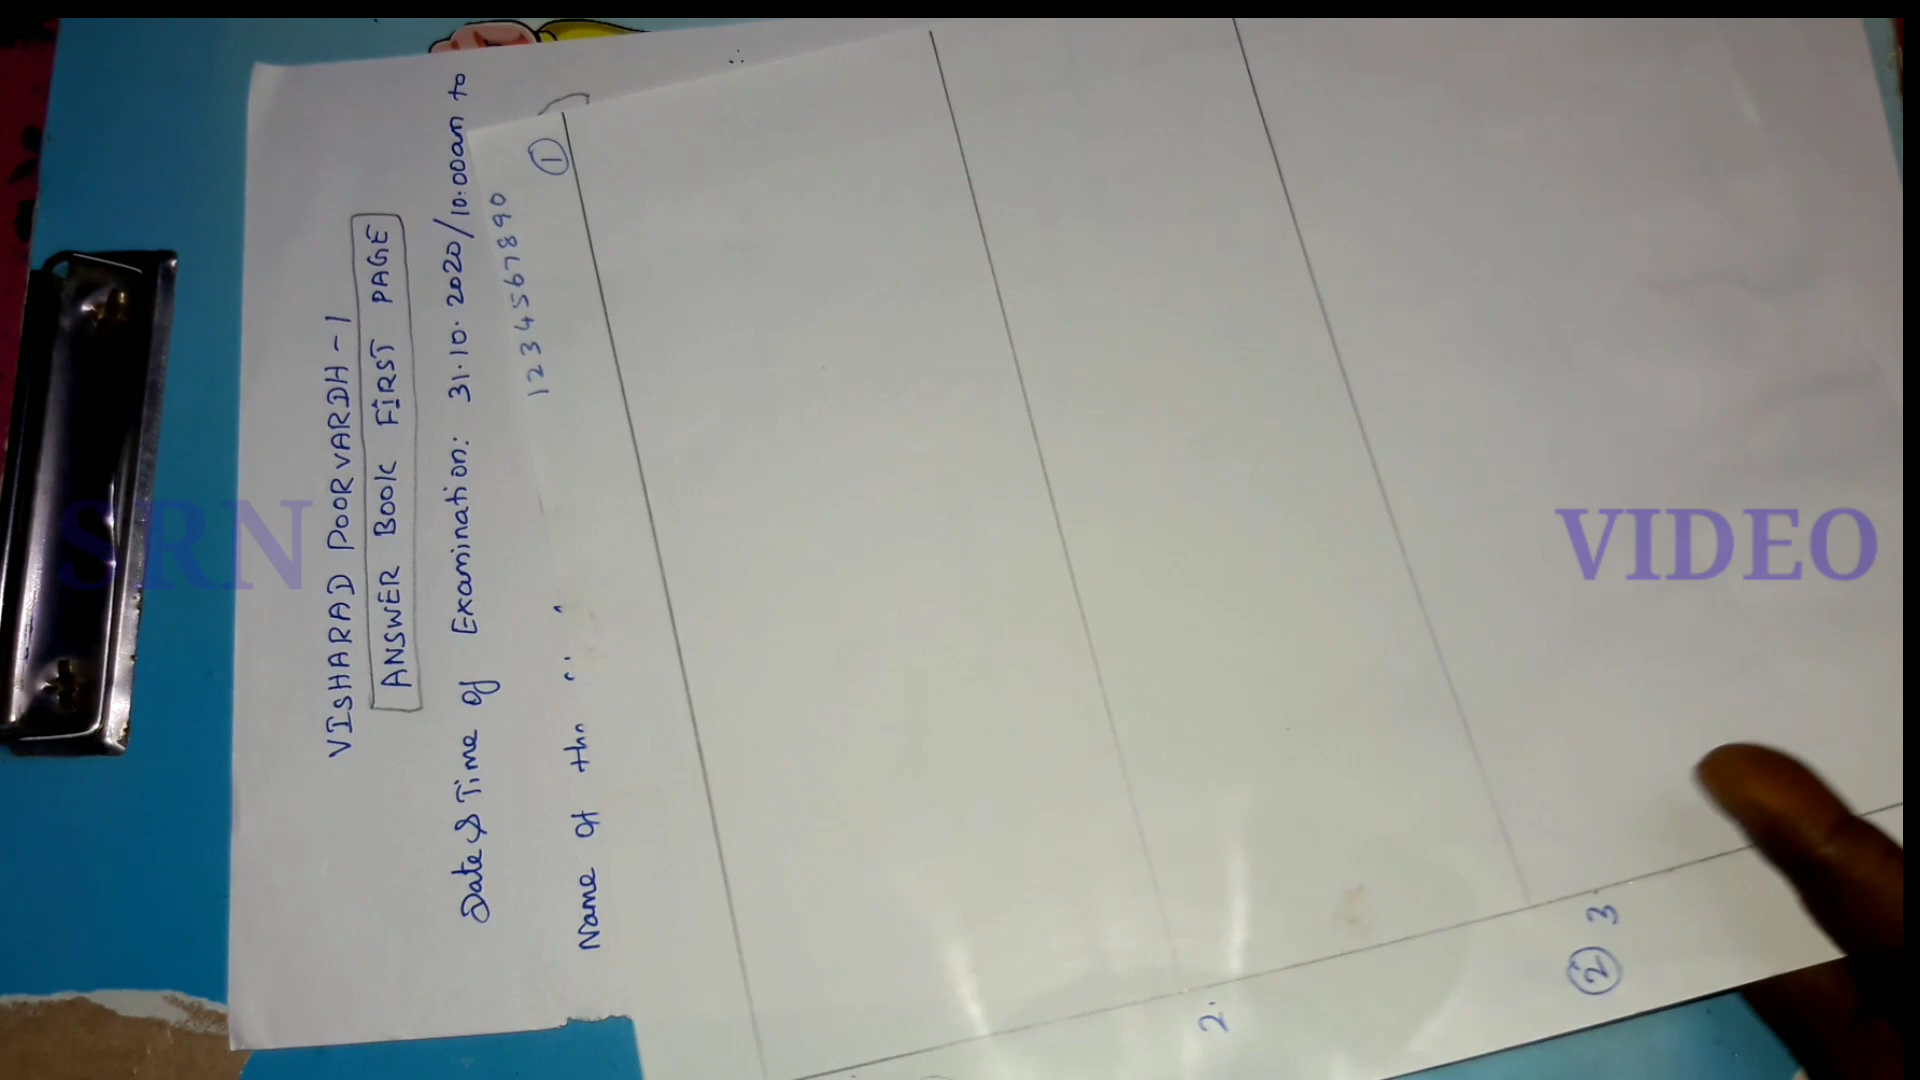 VISHARAD POORVARDH - 1
ANSWER BOOK FIRST PAGE
Date & Time of Examination: 31.10.2020/10:00am to
Name of the
1234567890
1
2.
2 3
SRN VIDEO